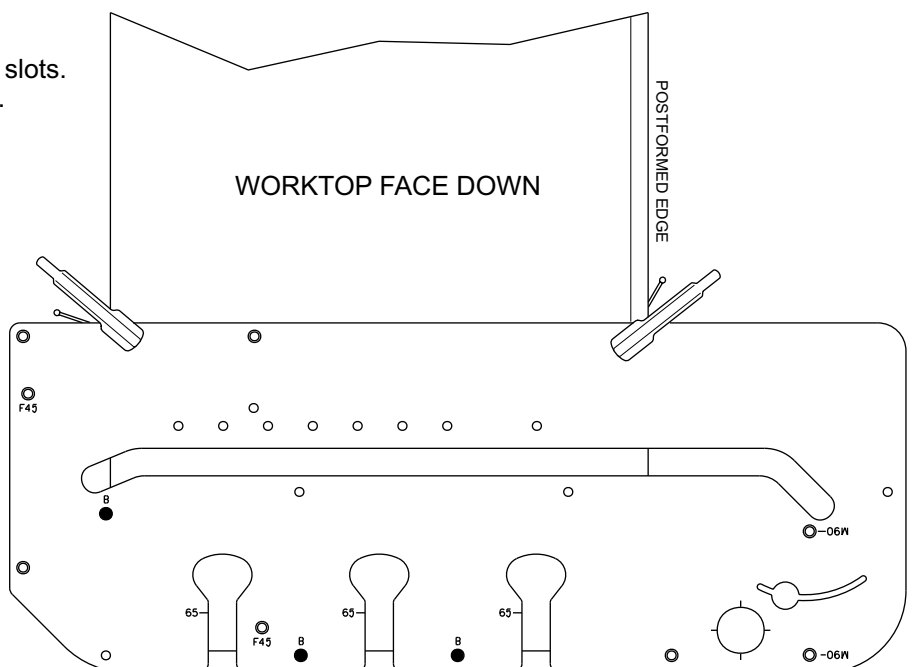 slots.
.
POSTFORMED EDGE
WORKTOP FACE DOWN
F45
B
M90
65
65
65
F45
B
B
M90